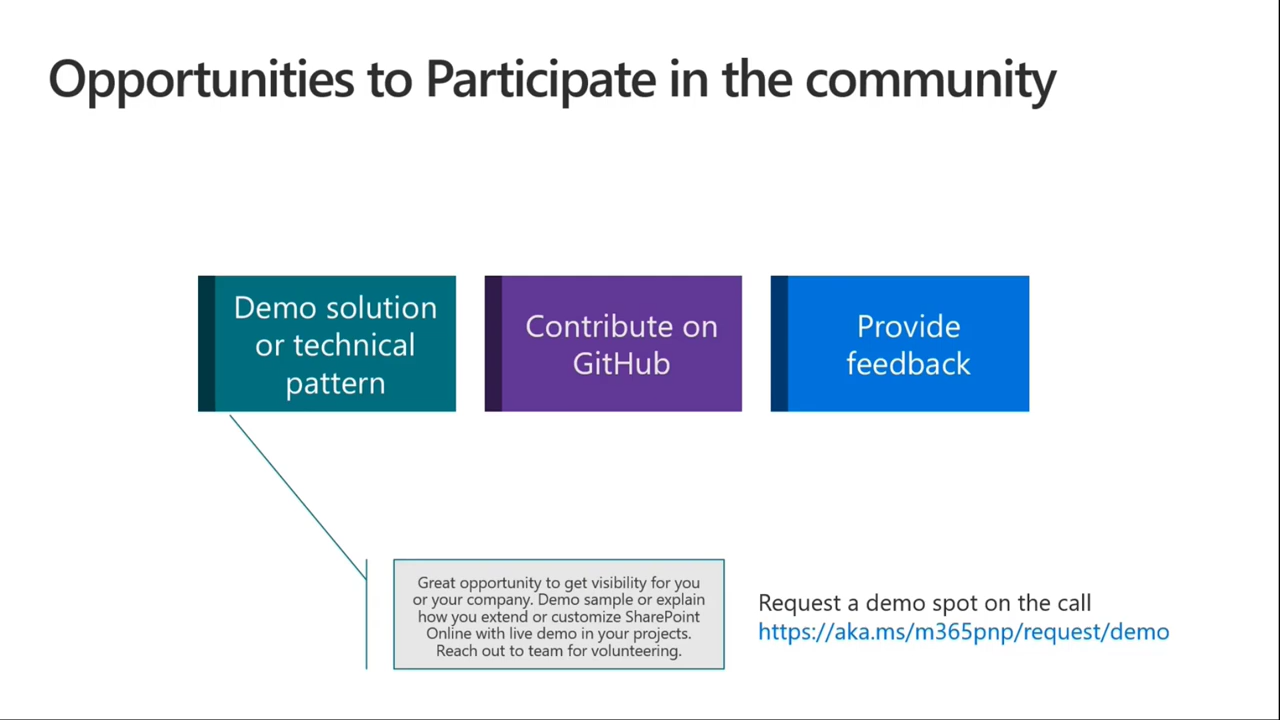 Opportunities to Participate in the community
Demo solution
or technical
pattern
Contribute on
GitHub
Provide
feedback
Great opportunity to get visibility for you
or your company. Demo sample or explain
how you extend or customize SharePoint
Online with live demo in your projects.
Reach out to team for volunteering.
Request a demo spot on the call
https://aka.ms/m365pnp/request/demo